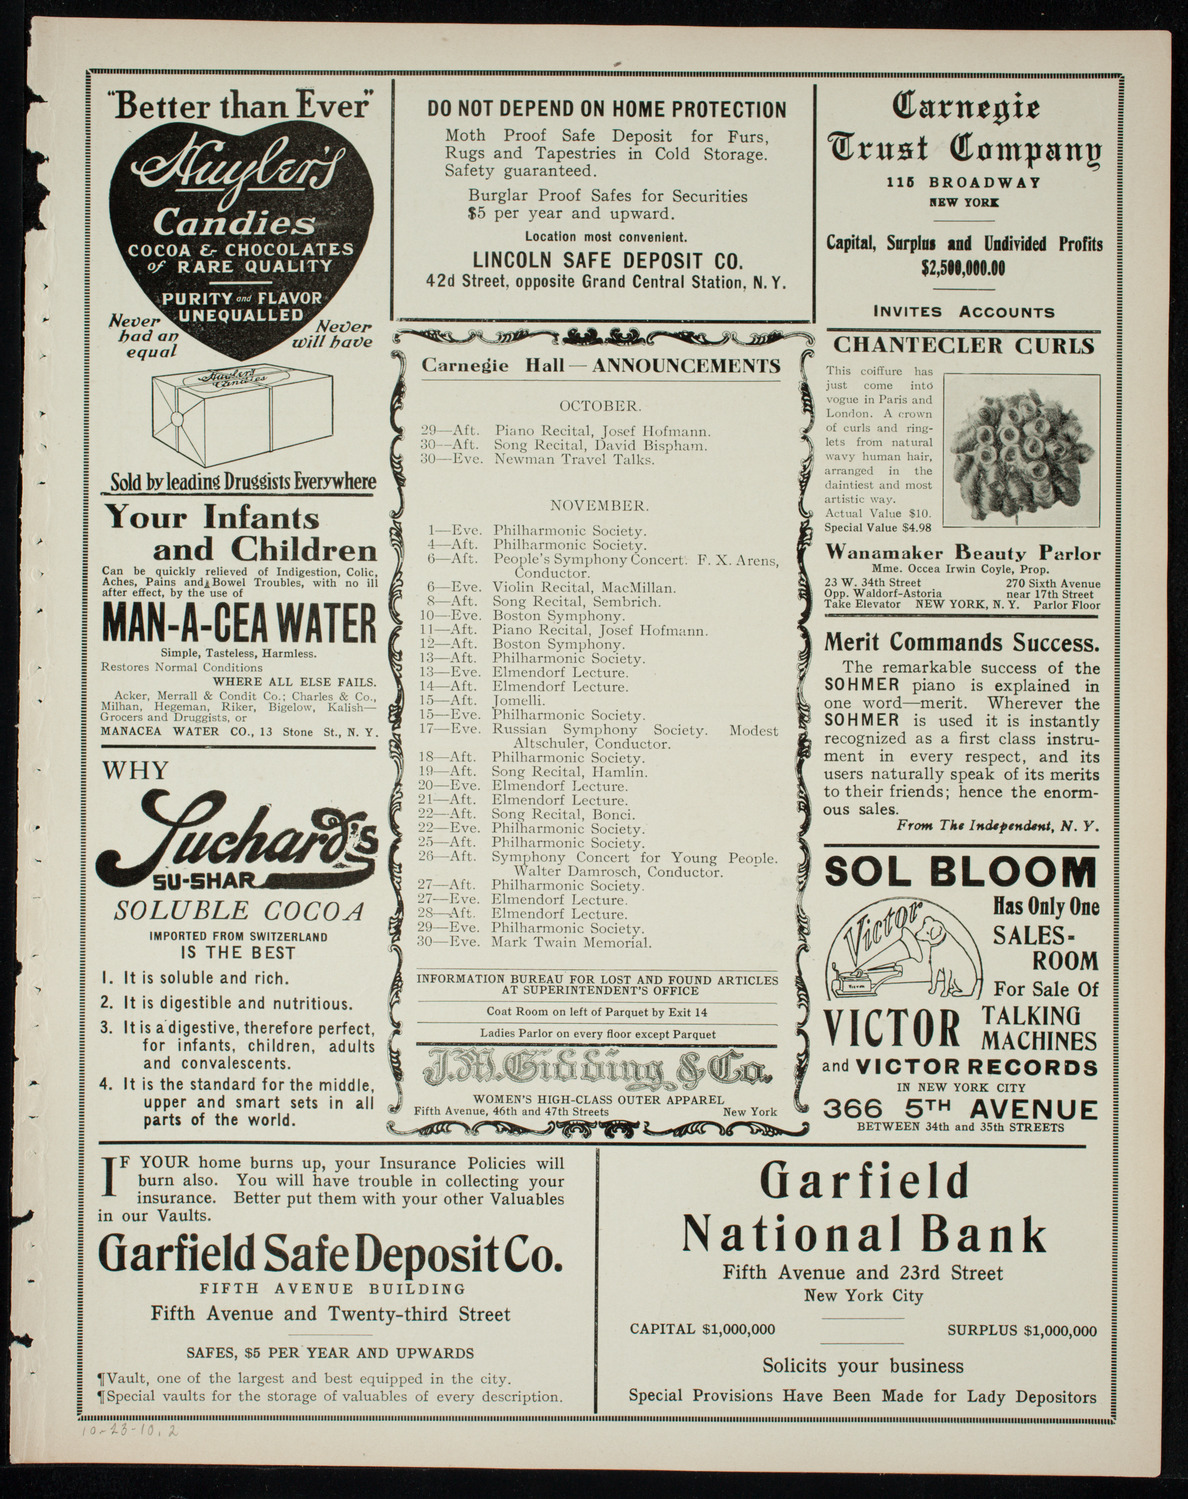 "Better than Ever"
Huyler's
Candies
COCOA & CHOCOLATES
of RARE QUALITY
PURITY and FLAVOR
UNEQUALLED
Never
had an
equal
Never
will have
Huyler's
Candies
Sold by leading Druggists Everywhere
Your Infants
and Children
Can be quickly relieved of Indigestion, Colic,
Aches, Pains and Bowel Troubles, with no ill
after effect, by the use of
MAN-A-CEA WATER
Simple, Tasteless, Harmless.
Restores Normal Conditions
WHERE ALL ELSE FAILS.
Acker, Merrall & Condit Co.; Charles & Co.,
Milhan, Hegeman, Riker, Bigelow, Kalish—
Grocers and Druggists, or
MANACEA WATER CO., 13 Stone St., N. Y.
WHY
Suchard's
SU-SHAR
SOLUBLE COCOA
IMPORTED FROM SWITZERLAND
IS THE BEST
1. It is soluble and rich.
2. It is digestible and nutritious.
3. It is a digestive, therefore perfect,
for infants, children, adults
and convalescents.
4. It is the standard for the middle,
upper and smart sets in all
parts of the world.
DO NOT DEPEND ON HOME PROTECTION
Moth Proof Safe Deposit for Furs,
Rugs and Tapestries in Cold Storage.
Safety guaranteed.
Burglar Proof Safes for Securities
$5 per year and upward.
Location most convenient.
LINCOLN SAFE DEPOSIT CO.
42d Street, opposite Grand Central Station, N. Y.
Carnegie Hall — ANNOUNCEMENTS
OCTOBER.
29—Aft. Piano Recital, Josef Hofmann.
30—Aft. Song Recital, David Bispham.
30—Eve. Newman Travel Talks.
NOVEMBER.
1—Eve. Philharmonic Society.
4—Aft. Philharmonic Society.
6—Aft. People's Symphony Concert. F. X. Arens,
Conductor.
6—Eve. Violin Recital, MacMillan.
8—Aft. Song Recital, Sembrich.
10—Eve. Boston Symphony.
11—Aft. Piano Recital, Josef Hofmann.
12—Aft. Boston Symphony.
13—Aft. Philharmonic Society.
13—Eve. Elmendorf Lecture.
14—Aft. Elmendorf Lecture.
15—Aft. Jomelli.
15—Eve. Philharmonic Society.
17—Eve. Russian Symphony Society. Modest
Altschuler, Conductor.
18—Aft. Philharmonic Society.
19—Aft. Song Recital, Hamlin.
20—Eve. Elmendorf Lecture.
21—Aft. Elmendorf Lecture.
22—Aft. Song Recital, Bonci.
22—Eve. Philharmonic Society.
25—Aft. Philharmonic Society.
26—Aft. Symphony Concert for Young People.
Walter Damrosch, Conductor.
27—Aft. Philharmonic Society.
27—Eve. Elmendorf Lecture.
28—Aft. Elmendorf Lecture.
29—Eve. Philharmonic Society.
30—Eve. Mark Twain Memorial.
INFORMATION BUREAU FOR LOST AND FOUND ARTICLES
AT SUPERINTENDENT'S OFFICE
Coat Room on left of Parquet by Exit 14
Ladies Parlor on every floor except Parquet
J. M. Gidding & Co.
WOMEN'S HIGH-CLASS OUTER APPAREL
Fifth Avenue, 46th and 47th Streets New York
Carnegie
Trust Company
115 BROADWAY
NEW YORK
Capital, Surplus and Undivided Profits
$2,500,000.00
INVITES ACCOUNTS
CHANTECLER CURLS
This coiffure has
just come into
vogue in Paris and
London. A crown
of curls and ring-
lets from natural
wavy human hair,
arranged in the
daintiest and most
artistic way.
Actual Value $10.
Special Value $4.98
Wanamaker Beauty Parlor
Mme. Occea Irwin Coyle, Prop.
23 W. 34th Street 270 Sixth Avenue
Opp. Waldorf-Astoria near 17th Street
Take Elevator NEW YORK, N. Y. Parlor Floor
Merit Commands Success.
The remarkable success of the
SOHMER piano is explained in
one word—merit. Wherever the
SOHMER is used it is instantly
recognized as a first class instru-
ment in every respect, and its
users naturally speak of its merits
to their friends; hence the enorm-
ous sales.
From The Independent, N. Y.
SOL BLOOM
Victor
Victor
Has Only One
SALES-
ROOM
For Sale Of
VICTOR TALKING
MACHINES
and VICTOR RECORDS
IN NEW YORK CITY
366 5TH AVENUE
BETWEEN 34th and 35th STREETS
IF YOUR home burns up, your Insurance Policies will
burn also. You will have trouble in collecting your
insurance. Better put them with your other Valuables
in our Vaults.
Garfield Safe Deposit Co.
FIFTH AVENUE BUILDING
Fifth Avenue and Twenty-third Street
SAFES, $5 PER YEAR AND UPWARDS
¶Vault, one of the largest and best equipped in the city.
¶Special vaults for the storage of valuables of every description.
Garfield
National Bank
Fifth Avenue and 23rd Street
New York City
CAPITAL $1,000,000 SURPLUS $1,000,000
Solicits your business
Special Provisions Have Been Made for Lady Depositors
10-23-10.2